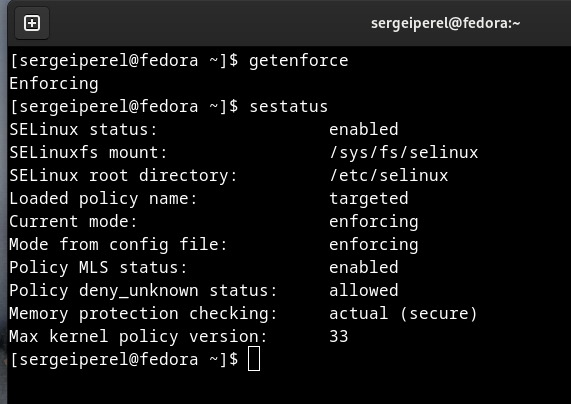 sergeiperel@fedora:~
[sergeiperel@fedora ~]$ getenforce
Enforcing
[sergeiperel@fedora ~]$ sestatus
SELinux status:                 enabled
SELinuxfs mount:                /sys/fs/selinux
SELinux root directory:         /etc/selinux
Loaded policy name:             targeted
Current mode:                   enforcing
Mode from config file:          enforcing
Policy MLS status:              enabled
Policy deny_unknown status:     allowed
Memory protection checking:     actual (secure)
Max kernel policy version:      33
[sergeiperel@fedora ~]$